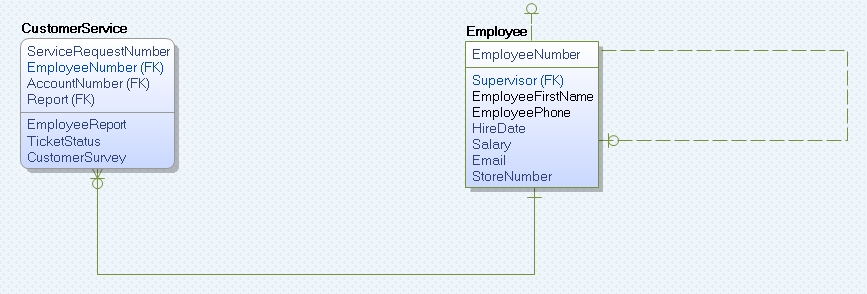 CustomerService
ServiceRequestNumber
EmployeeNumber (FK)
AccountNumber (FK)
Report (FK)
EmployeeReport
TicketStatus
CustomerSurvey
Employee
EmployeeNumber
Supervisor (FK)
EmployeeFirstName
EmployeePhone
HireDate
Salary
Email
StoreNumber